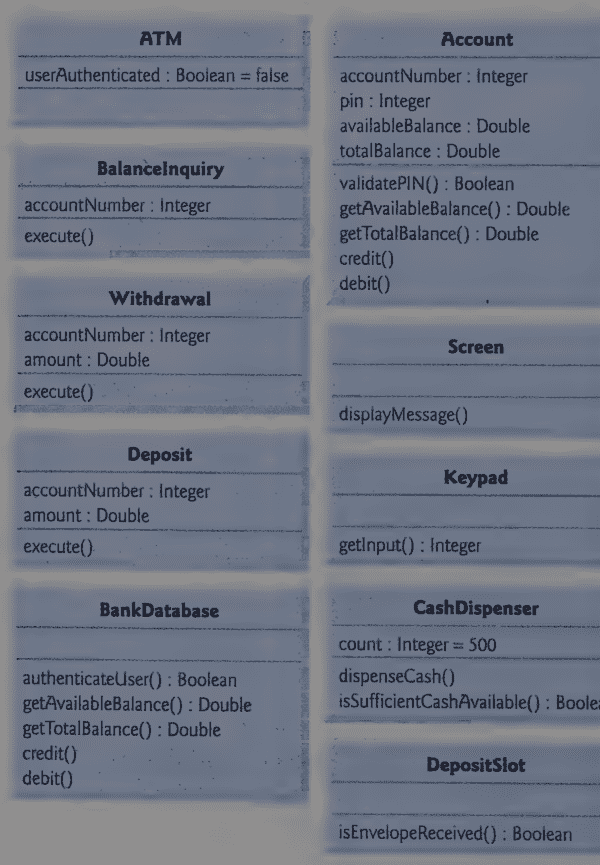 ATM
userAuthenticated : Boolean = false
BalanceInquiry
accountNumber : Integer
execute()
Withdrawal
accountNumber : Integer
amount : Double
execute()
Deposit
accountNumber : Integer
amount : Double
execute()
BankDatabase
authenticateUser() : Boolean
getAvailableBalance() : Double
getTotalBalance() : Double
credit()
debit()
Account
accountNumber : Integer
pin : Integer
availableBalance : Double
totalBalance : Double
validatePIN() : Boolean
getAvailableBalance() : Double
getTotalBalance() : Double
credit()
debit()
Screen
displayMessage()
Keypad
getInput() : Integer
CashDispenser
count : Integer = 500
dispenseCash()
isSufficientCashAvailable() : Boolea
DepositSlot
isEnvelopeReceived() : Boolean